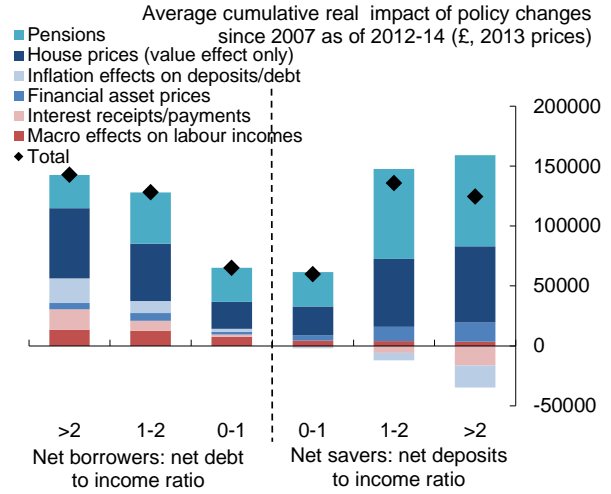 Average cumulative real impact of policy changes
since 2007 as of 2012-14 (£, 2013 prices)
Pensions
House prices (value effect only)
Inflation effects on deposits/debt
Financial asset prices
Interest receipts/payments
Macro effects on labour incomes
Total
200000
150000
100000
50000
0
-50000
>2
1-2
0-1
0-1
1-2
>2
Net borrowers: net debt
to income ratio
Net savers: net deposits
to income ratio